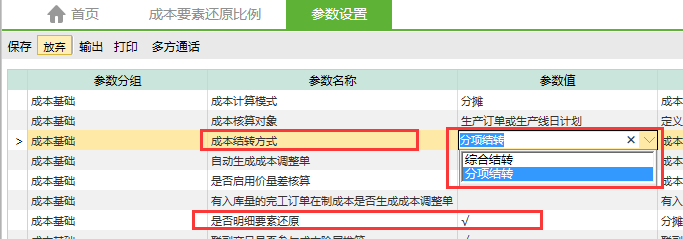 首页 成本要素还原比例 参数设置
保存 放弃 输出 打印 多方通话
参数分组 参数名称 参数值
成本基础 成本计算模式 分摊 成本
成本基础 成本核算对象 生产订单或生产线日计划 定义
> 成本基础 成本结转方式 分项结转 成本
综合结转
成本基础 自动生成成本调整单 成本
分项结转
成本基础 是否启用价量差核算 成本
成本基础 有入库量的完工订单在制成本是否生成成本调整单 成本
成本基础 是否明细要素还原 √ 分摊
成本基础